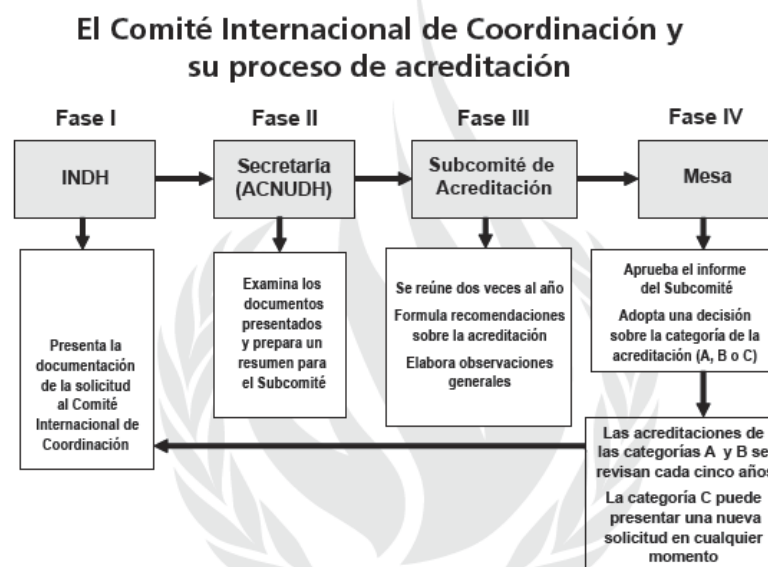 El Comité Internacional de Coordinación y
su proceso de acreditación
Fase I
Fase II
Fase III
Fase IV
INDH
Secretaría
(ACNUDH)
Subcomité de
Acreditación
Mesa
Presenta la
documentación
de la solicitud
al Comité
Internacional de
Coordinación
Examina los
documentos
presentados
y prepara un
resumen para
el Subcomité
Se reúne dos veces al año
Formula recomendaciones
sobre la acreditación
Elabora observaciones
generales
Aprueba el informe
del Subcomité
Adopta una decisión
sobre la categoría de la
acreditación (A, B o C)
Las acreditaciones de
las categorías A y B se
revisan cada cinco años
La categoría C puede
presentar una nueva
solicitud en cualquier
momento